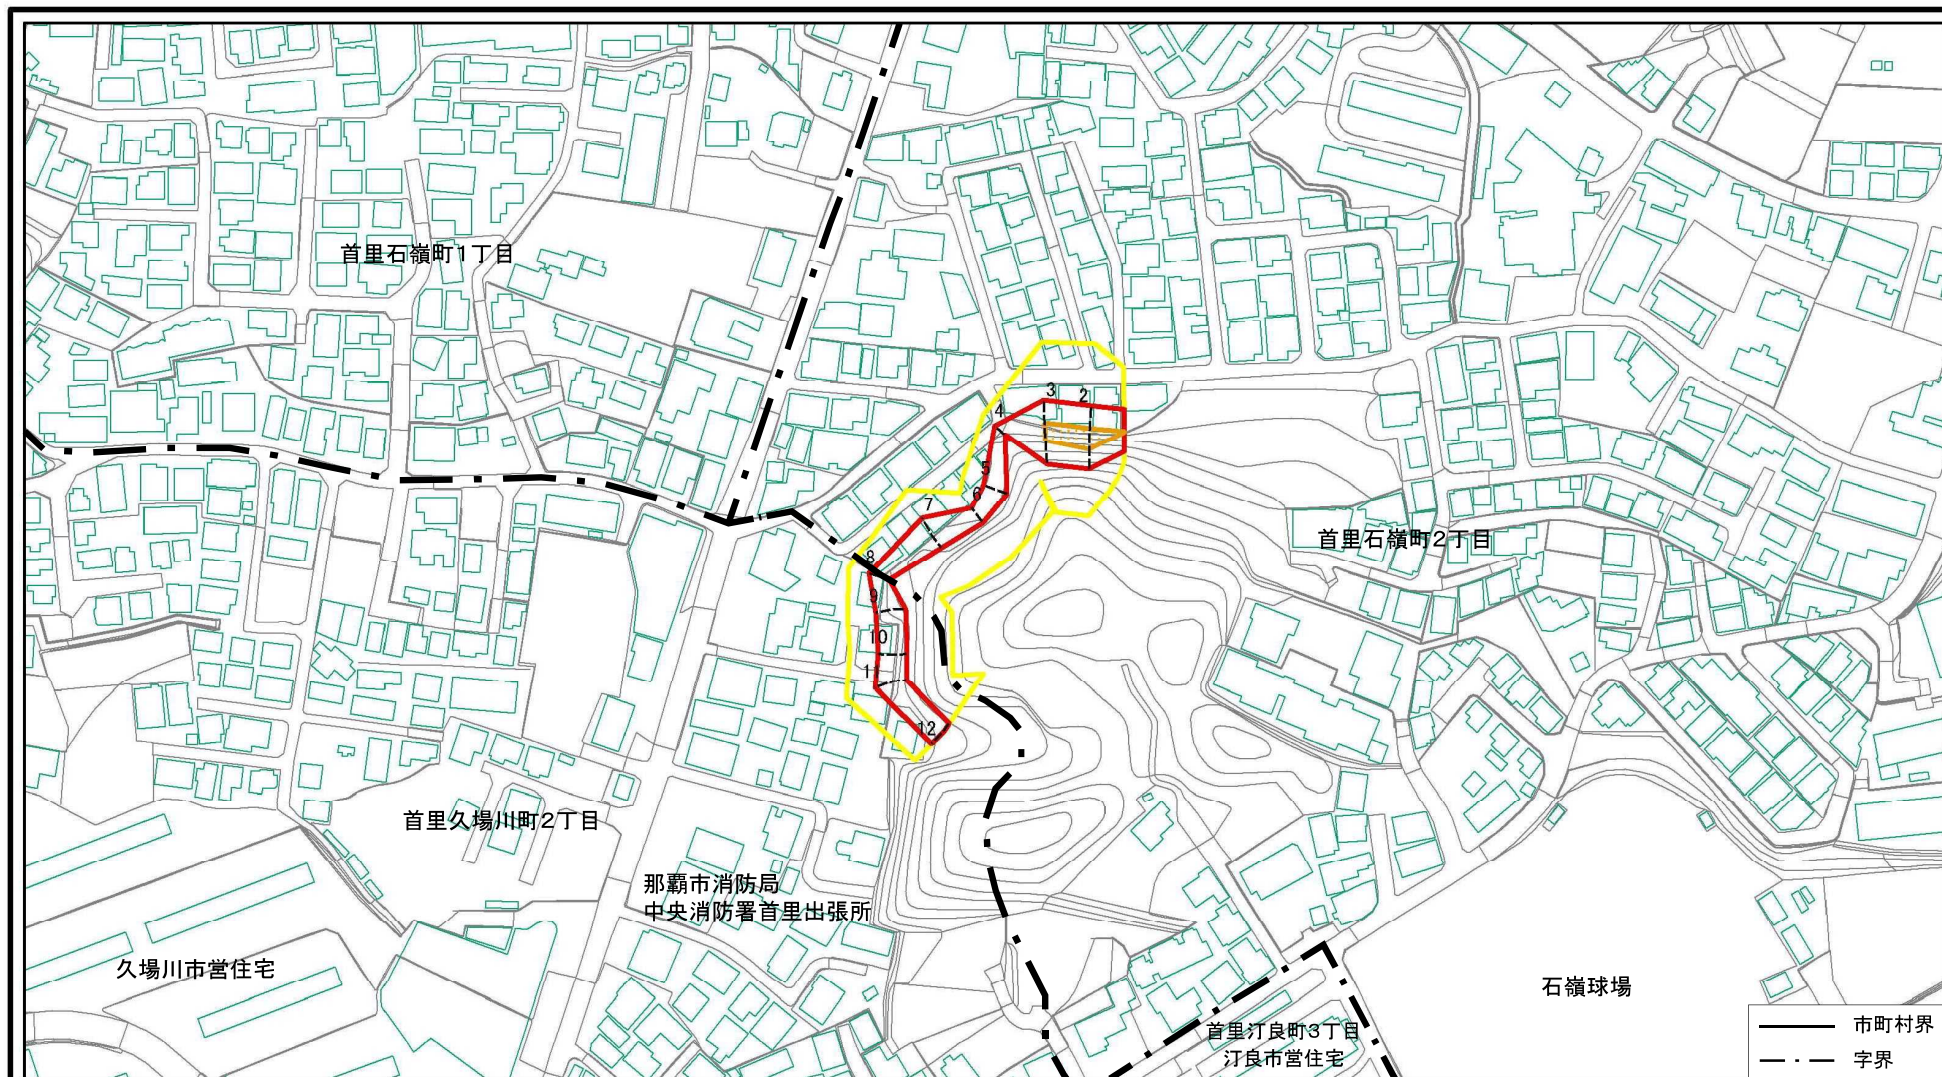 首里石嶺町1丁目
3
2
4
5
6
7
首里石嶺町2丁目
8
9
10
11
12
首里久場川町2丁目
那覇市消防局
中央消防署首里出張所
久場川市営住宅
石嶺球場
首里汀良町3丁目
汀良市営住宅
市町村界
字界